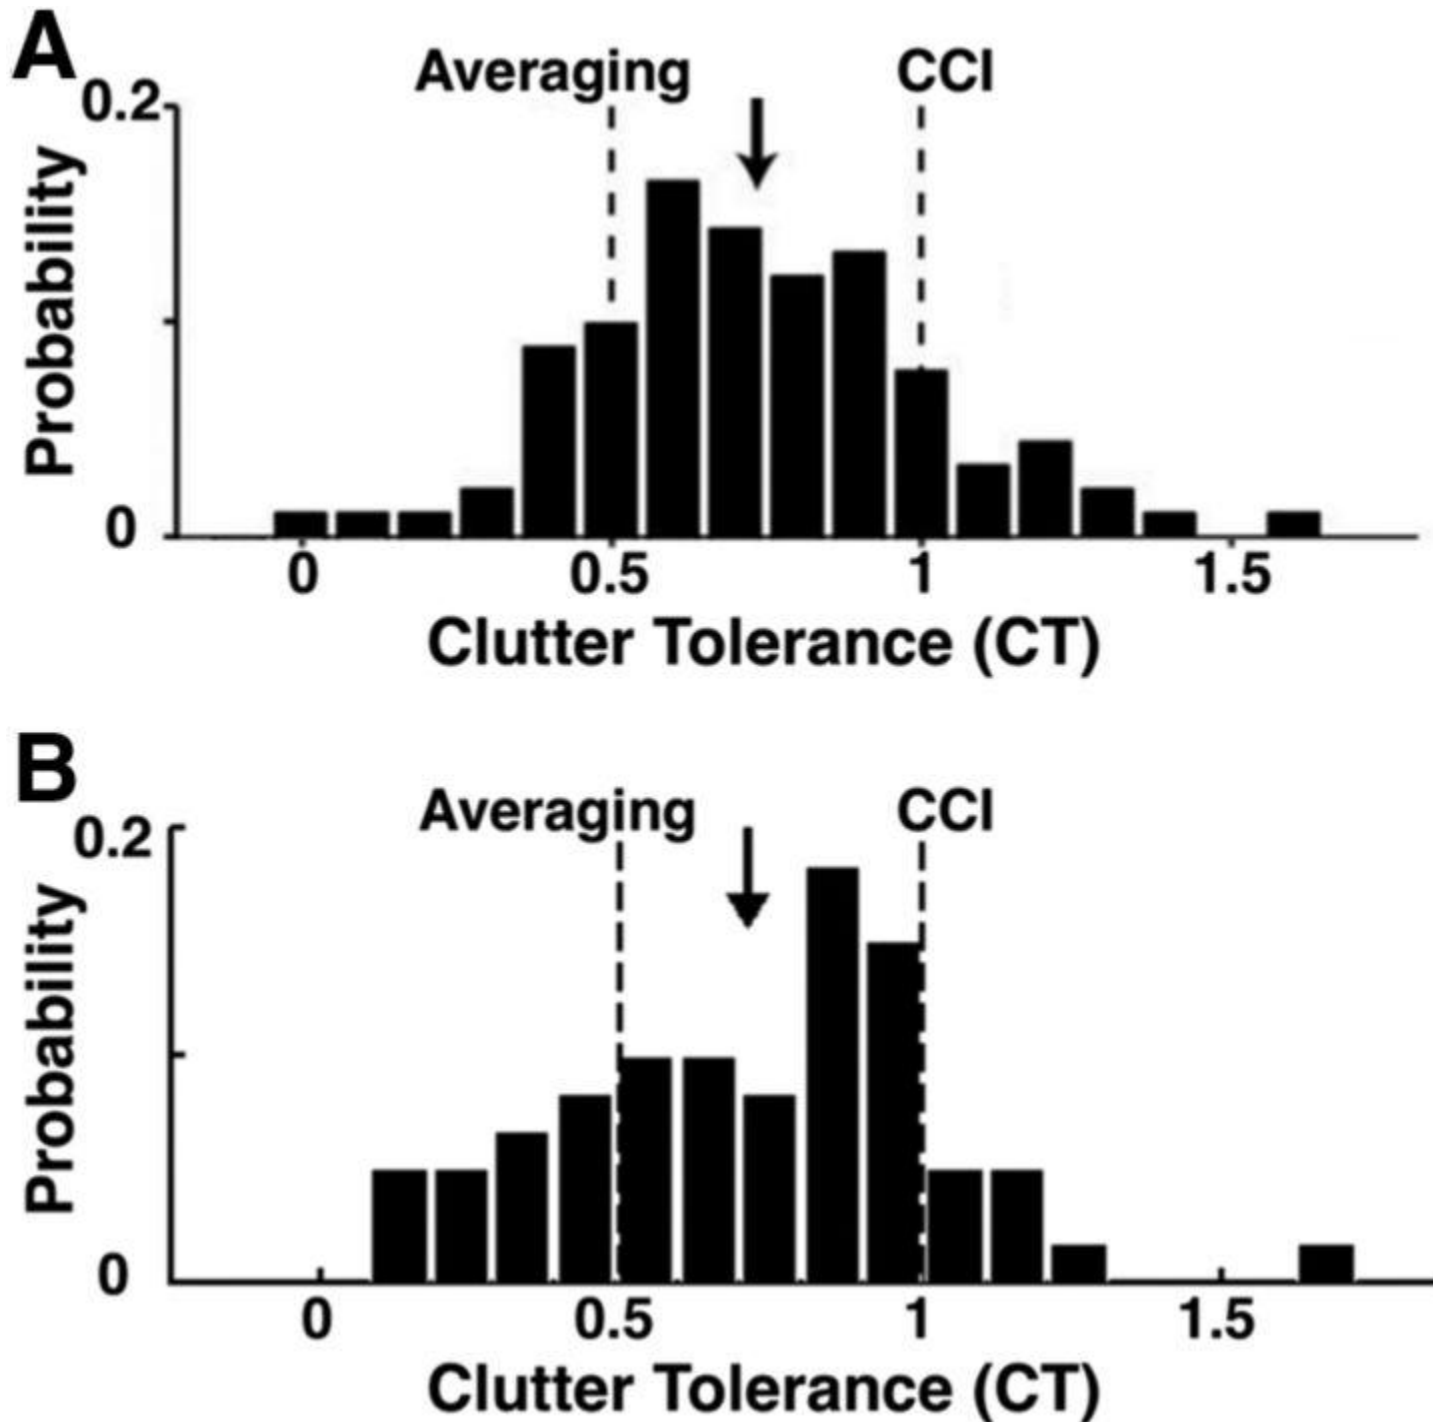 A
Averaging CCI
0.2
Probability
0
0 0.5 1 1.5
Clutter Tolerance (CT)
B
Averaging CCI
0.2
Probability
0
0 0.5 1 1.5
Clutter Tolerance (CT)